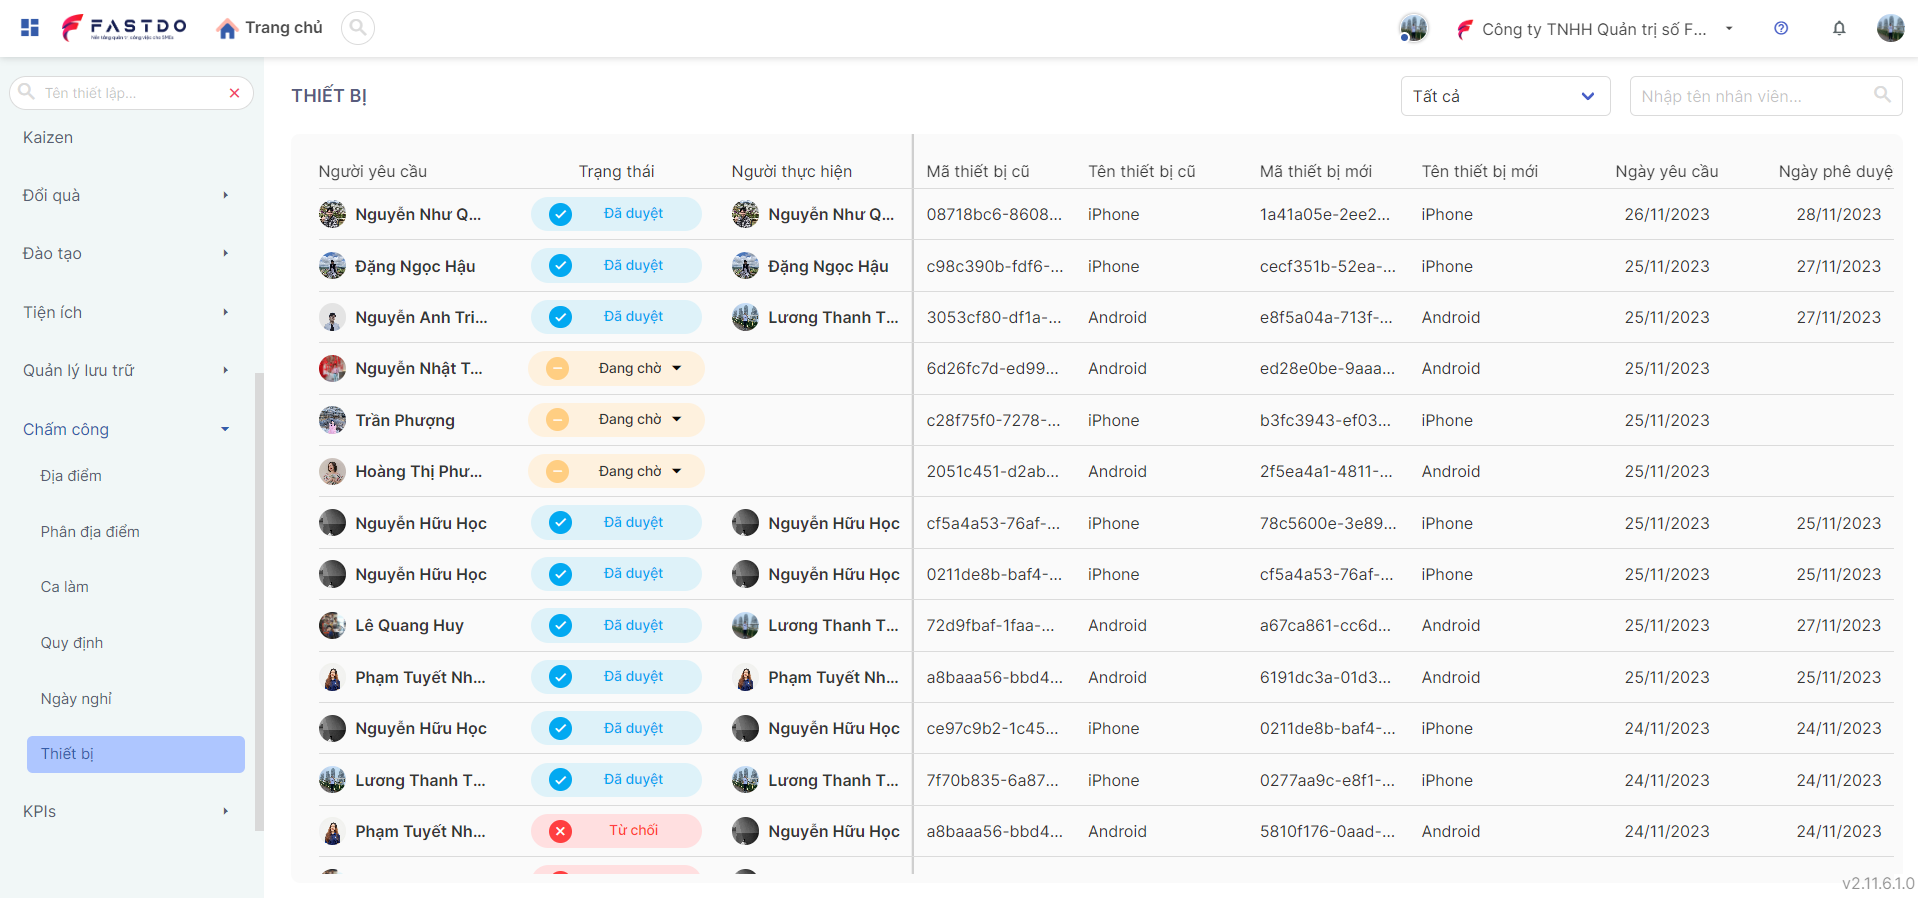 FASTDO
Nền tảng quản trị công việc cho SMEs
Trang chủ
Công ty TNHH Quản trị số F...
Tên thiết lập...
Kaizen
Đổi quà
Đào tạo
Tiện ích
Quản lý lưu trữ
Chấm công
Địa điểm
Phân địa điểm
Ca làm
Quy định
Ngày nghỉ
Thiết bị
KPIs
THIẾT BỊ
Tất cả
Nhập tên nhân viên...
Người yêu cầu Trạng thái Người thực hiện Mã thiết bị cũ Tên thiết bị cũ Mã thiết bị mới Tên thiết bị mới Ngày yêu cầu Ngày phê duyệ
Nguyễn Như Q... Đã duyệt Nguyễn Như Q... 08718bc6-8608... iPhone 1a41a05e-2ee2... iPhone 26/11/2023 28/11/2023
Đặng Ngọc Hậu Đã duyệt Đặng Ngọc Hậu c98c390b-fdf6-... iPhone cecf351b-52ea-... iPhone 25/11/2023 27/11/2023
Nguyễn Anh Tri... Đã duyệt Lương Thanh T... 3053cf80-df1a-... Android e8f5a04a-713f-... Android 25/11/2023 27/11/2023
Nguyễn Nhật T... Đang chờ 6d26fc7d-ed99... Android ed28e0be-9aaa... Android 25/11/2023
Trần Phượng Đang chờ c28f75f0-7278-... iPhone b3fc3943-ef03... iPhone 25/11/2023
Hoàng Thị Phư... Đang chờ 2051c451-d2ab... Android 2f5ea4a1-4811-... Android 25/11/2023
Nguyễn Hữu Học Đã duyệt Nguyễn Hữu Học cf5a4a53-76af-... iPhone 78c5600e-3e89... iPhone 25/11/2023 25/11/2023
Nguyễn Hữu Học Đã duyệt Nguyễn Hữu Học 0211de8b-baf4-... iPhone cf5a4a53-76af-... iPhone 25/11/2023 25/11/2023
Lê Quang Huy Đã duyệt Lương Thanh T... 72d9fbaf-1faa-... Android a67ca861-cc6d... Android 25/11/2023 27/11/2023
Phạm Tuyết Nh... Đã duyệt Phạm Tuyết Nh... a8baaa56-bbd4... Android 6191dc3a-01d3... Android 25/11/2023 25/11/2023
Nguyễn Hữu Học Đã duyệt Nguyễn Hữu Học ce97c9b2-1c45... iPhone 0211de8b-baf4-... iPhone 24/11/2023 24/11/2023
Lương Thanh T... Đã duyệt Lương Thanh T... 7f70b835-6a87... iPhone 0277aa9c-e8f1-... iPhone 24/11/2023 24/11/2023
Phạm Tuyết Nh... Từ chối Nguyễn Hữu Học a8baaa56-bbd4... Android 5810f176-0aad-... Android 24/11/2023 24/11/2023
v2.11.6.1.0